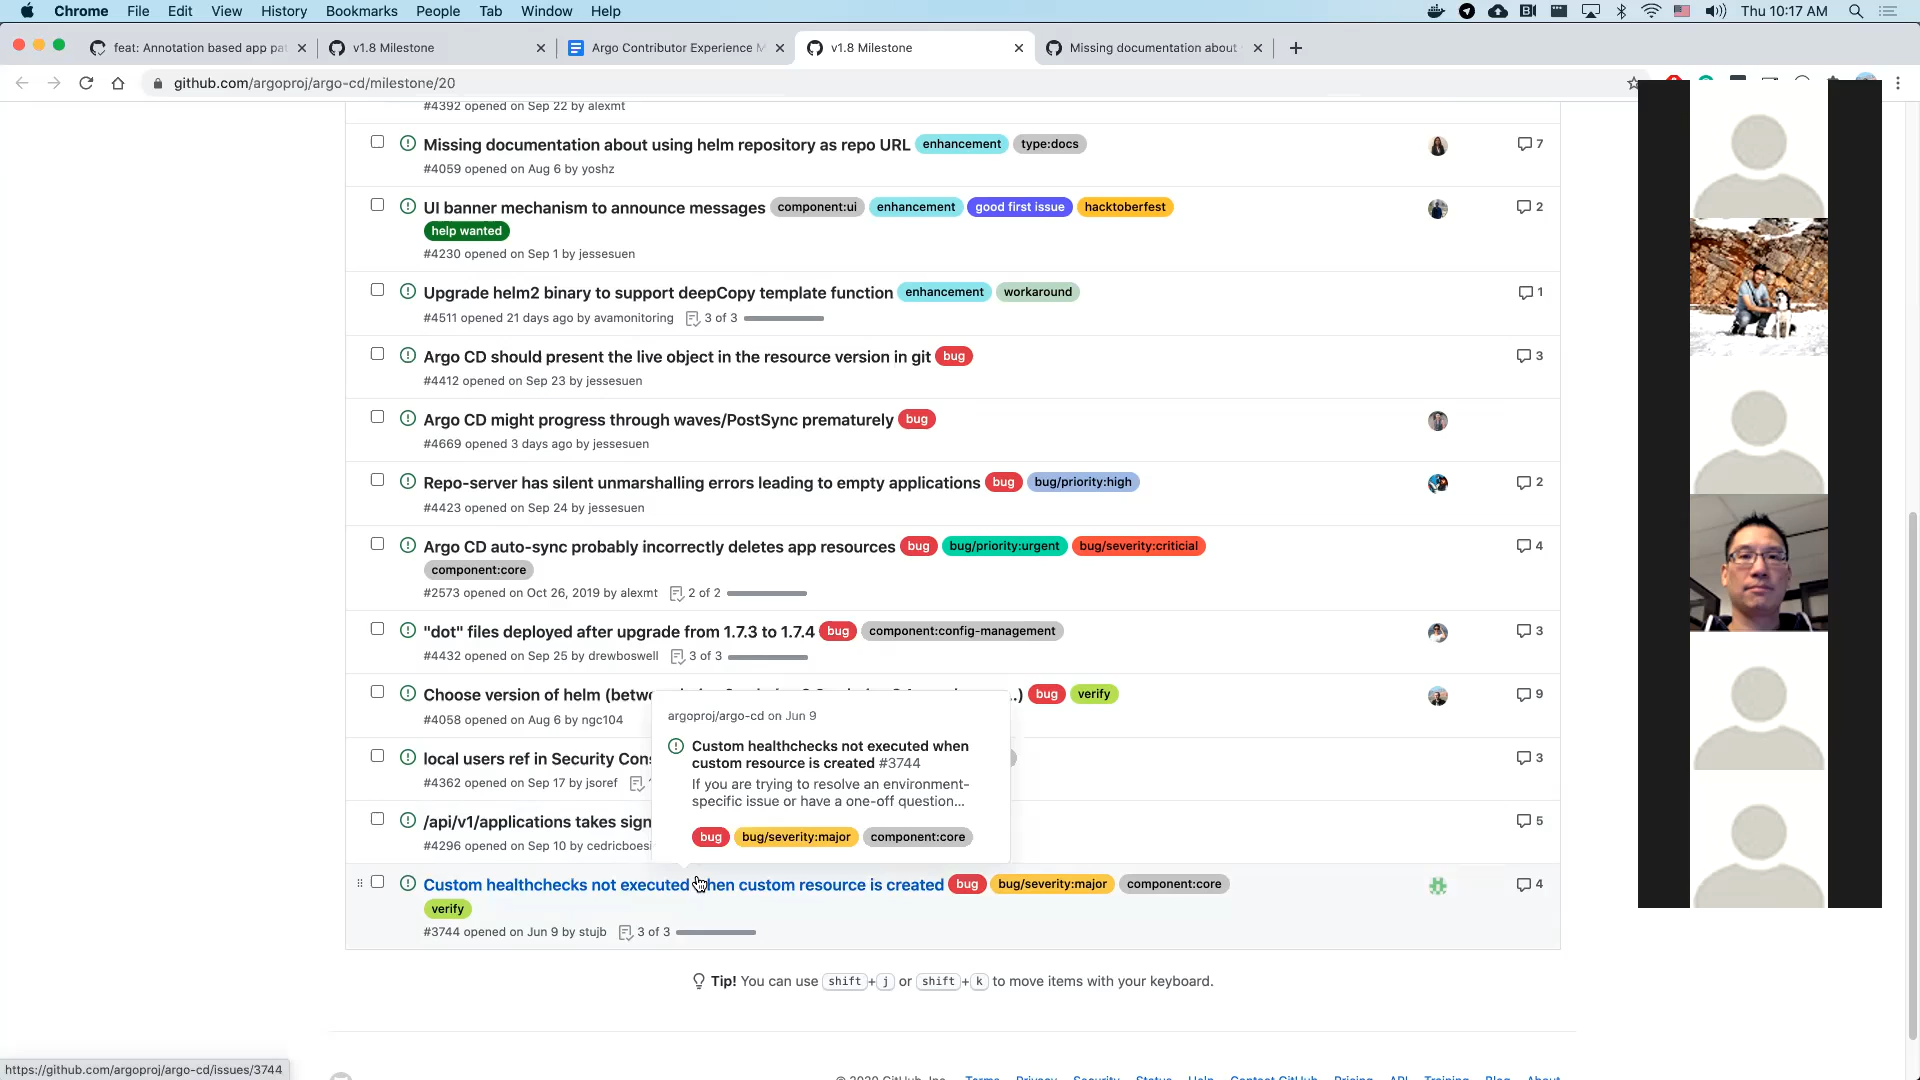 Chrome File Edit View History Bookmarks People Tab Window Help Thu 10:17 AM
feat: Annotation based app pat v1.8 Milestone Argo Contributor Experience v1.8 Milestone Missing documentation about
github.com/argoproj/argo-cd/milestone/20
#4392 opened on Sep 22 by alexmt
Missing documentation about using helm repository as repo URL enhancement type:docs 7
#4059 opened on Aug 6 by yoshz
UI banner mechanism to announce messages component:ui enhancement good first issue hacktoberfest 2
help wanted
#4230 opened on Sep 1 by jessesuen
Upgrade helm2 binary to support deepCopy template function enhancement workaround 1
#4511 opened 21 days ago by avamonitoring 3 of 3
Argo CD should present the live object in the resource version in git bug 3
#4412 opened on Sep 23 by jessesuen
Argo CD might progress through waves/PostSync prematurely bug
#4669 opened 3 days ago by jessesuen
Repo-server has silent unmarshalling errors leading to empty applications bug bug/priority:high 2
#4423 opened on Sep 24 by jessesuen
Argo CD auto-sync probably incorrectly deletes app resources bug bug/priority:urgent bug/severity:criticial 4
component:core
#2573 opened on Oct 26, 2019 by alexmt 2 of 2
"dot" files deployed after upgrade from 1.7.3 to 1.7.4 bug component:config-management 3
#4432 opened on Sep 25 by drewboswell 3 of 3
Choose version of helm (betw ..) bug verify 9
#4058 opened on Aug 6 by ngc104
argoproj/argo-cd on Jun 9
Custom healthchecks not executed when
custom resource is created #3744
If you are trying to resolve an environment-
specific issue or have a one-off question...
bug bug/severity:major component:core
local users ref in Security Con 3
#4362 opened on Sep 17 by jsoref
/api/v1/applications takes sign 5
#4296 opened on Sep 10 by cedricboesi
Custom healthchecks not executed when custom resource is created bug bug/severity:major component:core 4
verify
#3744 opened on Jun 9 by stujb 3 of 3
Tip! You can use shift+j or shift+k to move items with your keyboard.
https://github.com/argoproj/argo-cd/issues/3744
© 2020 GitHub, Inc. Terms Privacy Security Status Help Contact GitHub Pricing API Training Blog About